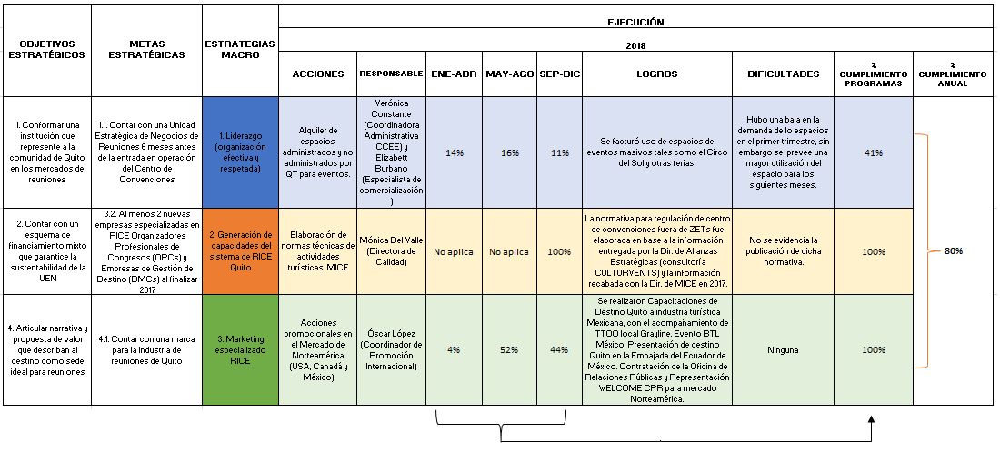 EJECUCIÓN
OBJETIVOS
ESTRATÉGICOS
METAS
ESTRATÉGICAS
ESTRATEGIAS
MACRO
2018
ACCIONES
RESPONSABLE
ENE-ABR
MAY-AGO
SEP-DIC
LOGROS
DIFICULTADES
%
CUMPLIMIENTO
PROGRAMAS
%
CUMPLIMIENTO
ANUAL
1. Conformar una
institución que
represente a la
comunidad de Quito
en los mercados de
reuniones
1.1. Contar con una Unidad
Estratégica de Negocios de
Reuniones 6 meses antes
de la entrada en operación
del Centro de
Convenciones
1. Liderazgo
(organización
efectiva y
respetada)
Alquiler de
espacios
administrados y no
administrados por
QT para eventos.
Verónica
Constante
(Coordinadora
Administrativa
CCEE) y
Elizabett
Burbano
(Especialista de
comercialización
)
14%
16%
11%
Se facturó uso de espacios de
eventos masivos tales como el Circo
del Sol y otras ferias.
Hubo una baja en la
demanda de lo espacios
en el primer trimestre, sin
embargo se prevee una
mayor utilización del
espacio para los
siguientes meses.
41%
2. Contar con un
esquema de
financiamiento mixto
que garantice la
sustentabilidad de la
UEN
3.2. Al menos 2 nuevas
empresas especializadas en
RICE Organizadores
Profesionales de
Congresos (OPCs) y
Empresas de Gestión de
Destino (DMCs) al finalizar
2017
2. Generación de
capacidades del
sistema de RICE
Quito
Elaboración de
normas técnicas de
actividades
turísticas MICE
Mónica Del Valle
(Directora de
Calidad)
No aplica
No aplica
100%
La normativa para regulación de centro
de convenciones fuera de ZETs fue
elaborada en base a la información
entregada por la Dir. de Alianzas
Estratégicas (consultoría
CULTURVENTS) y la información
recabada con la Dir. de MICE en 2017.
No se evidencia la
publicación de dicha
normativa.
100%
80%
4. Articular narrativa y
propuesta de valor
que describan al
destino como sede
ideal para reuniones
4.1. Contar con una marca
para la industria de
reuniones de Quito
3. Marketing
especializado
RICE
Acciones
promocionales en
el Mercado de
Norteamérica
(USA, Canadá y
México)
Óscar López
(Coordinador de
Promoción
Internacional)
4%
52%
44%
Se realizaron Capacitaciones de
Destino Quito a industria turística
Mexicana, con el acompañamiento de
TTOO local Grayline. Evento BTL
México, Presentación de destino
Quito en la Embajada del Ecuador de
México. Contratación de la Oficina de
Relaciones Públicas y Representación
WELCOME CPR para mercado
Norteamérica.
Ninguna
100%